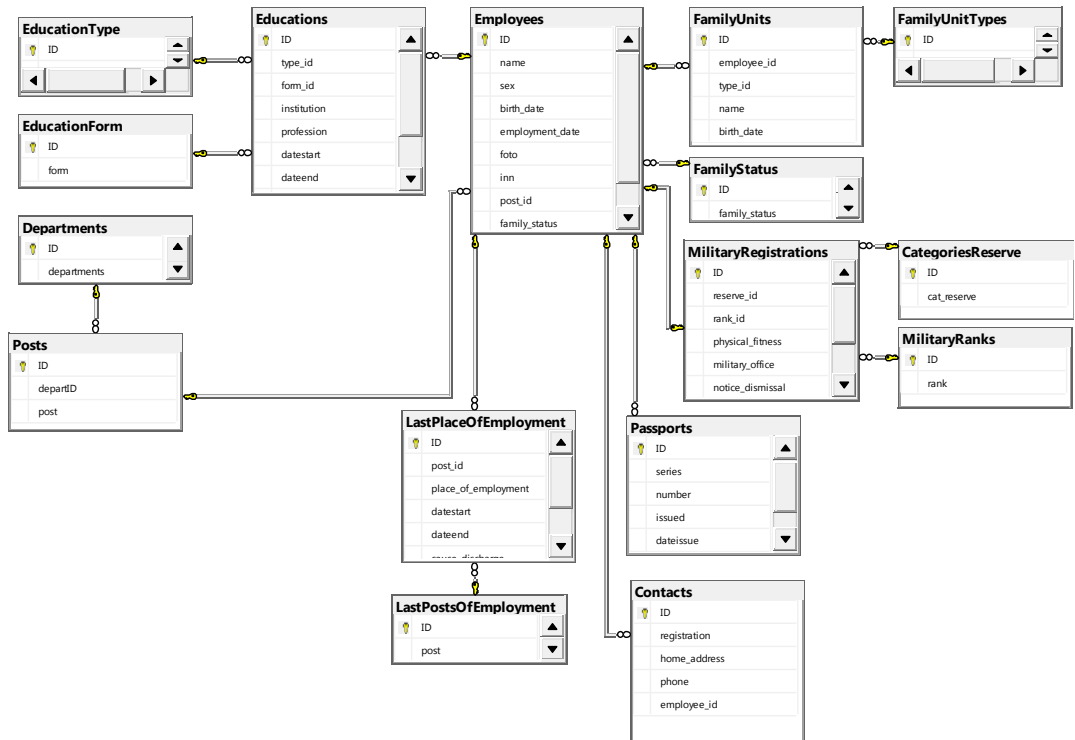 EducationType
ID
EducationForm
ID
form
Departments
ID
departments
Posts
ID
departID
post
Educations
ID
type_id
form_id
institution
profession
datestart
dateend
Employees
ID
name
sex
birth_date
employment_date
foto
inn
post_id
family_status
FamilyUnits
ID
employee_id
type_id
name
birth_date
FamilyUnitTypes
ID
FamilyStatus
ID
family_status
MilitaryRegistrations
ID
reserve_id
rank_id
physical_fitness
military_office
notice_dismissal
CategoriesReserve
ID
cat_reserve
MilitaryRanks
ID
rank
LastPlaceOfEmployment
ID
post_id
place_of_employment
datestart
dateend
cause_discharge
LastPostsOfEmployment
ID
post
Passports
ID
series
number
issued
dateissue
Contacts
ID
registration
home_address
phone
employee_id